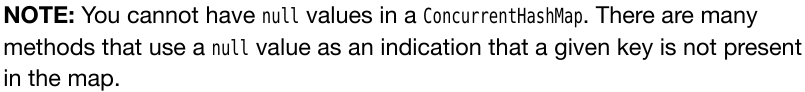 NOTE: You cannot have null values in a ConcurrentHashMap. There are many
methods that use a null value as an indication that a given key is not present
in the map.